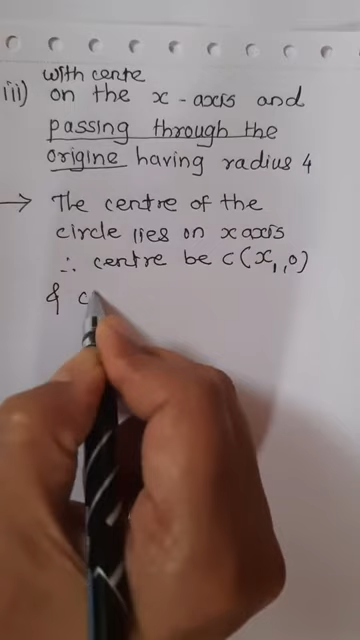 with cente
iii) on the x-axis and
passing through the
origine having radius 4
→ The centre of the
circle lies on x axis
∴ centre be C(x₁,0)
& c